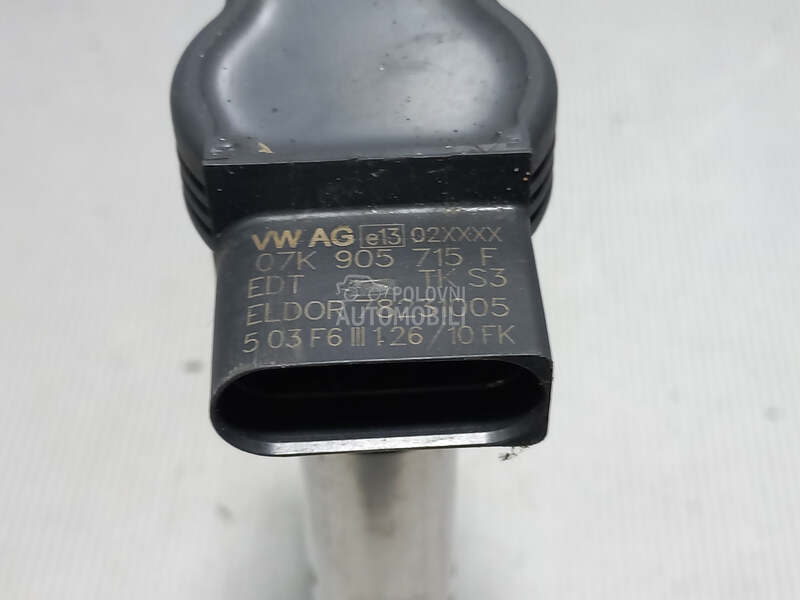 VW AG e13 02XXXX
07K 905 715 F
EDT TK S3
POLOVNI
ELDOR
AUTOMOBILI
5 03 F6 III 1·26/10 FK